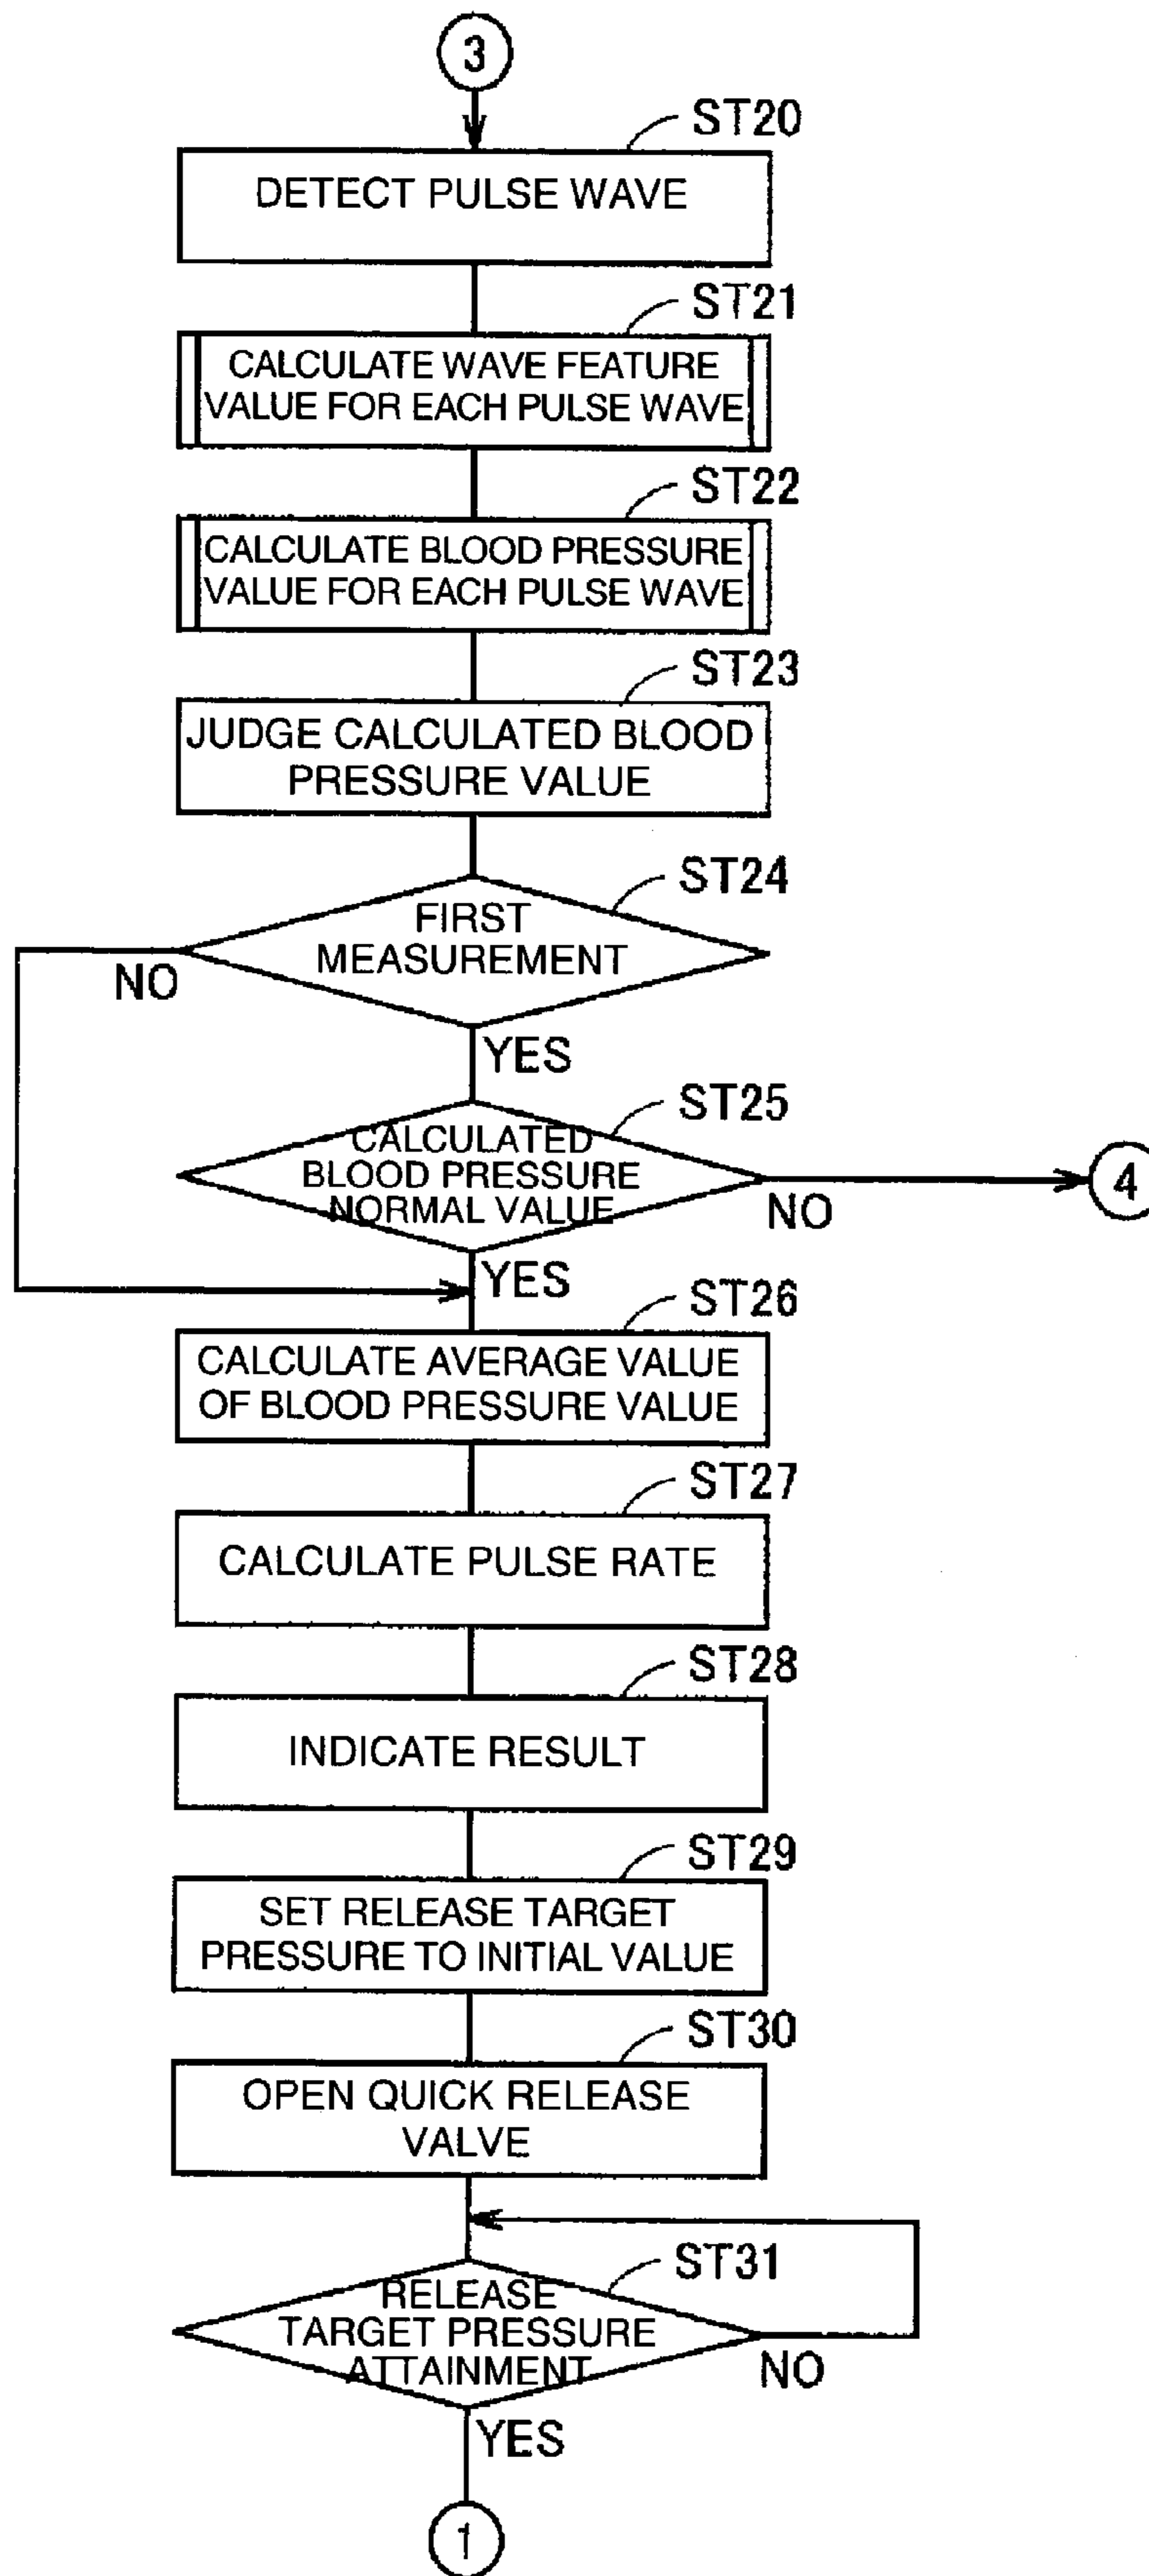 3
ST20
DETECT PULSE WAVE
ST21
CALCULATE WAVE FEATURE
VALUE FOR EACH PULSE WAVE
ST22
CALCULATE BLOOD PRESSURE
VALUE FOR EACH PULSE WAVE
ST23
JUDGE CALCULATED BLOOD
PRESSURE VALUE
ST24
FIRST
MEASUREMENT
NO
YES
ST25
CALCULATED
BLOOD PRESSURE
NORMAL VALUE
NO
4
YES
ST26
CALCULATE AVERAGE VALUE
OF BLOOD PRESSURE VALUE
ST27
CALCULATE PULSE RATE
ST28
INDICATE RESULT
ST29
SET RELEASE TARGET
PRESSURE TO INITIAL VALUE
ST30
OPEN QUICK RELEASE
VALVE
ST31
RELEASE
TARGET PRESSURE
ATTAINMENT
NO
YES
1